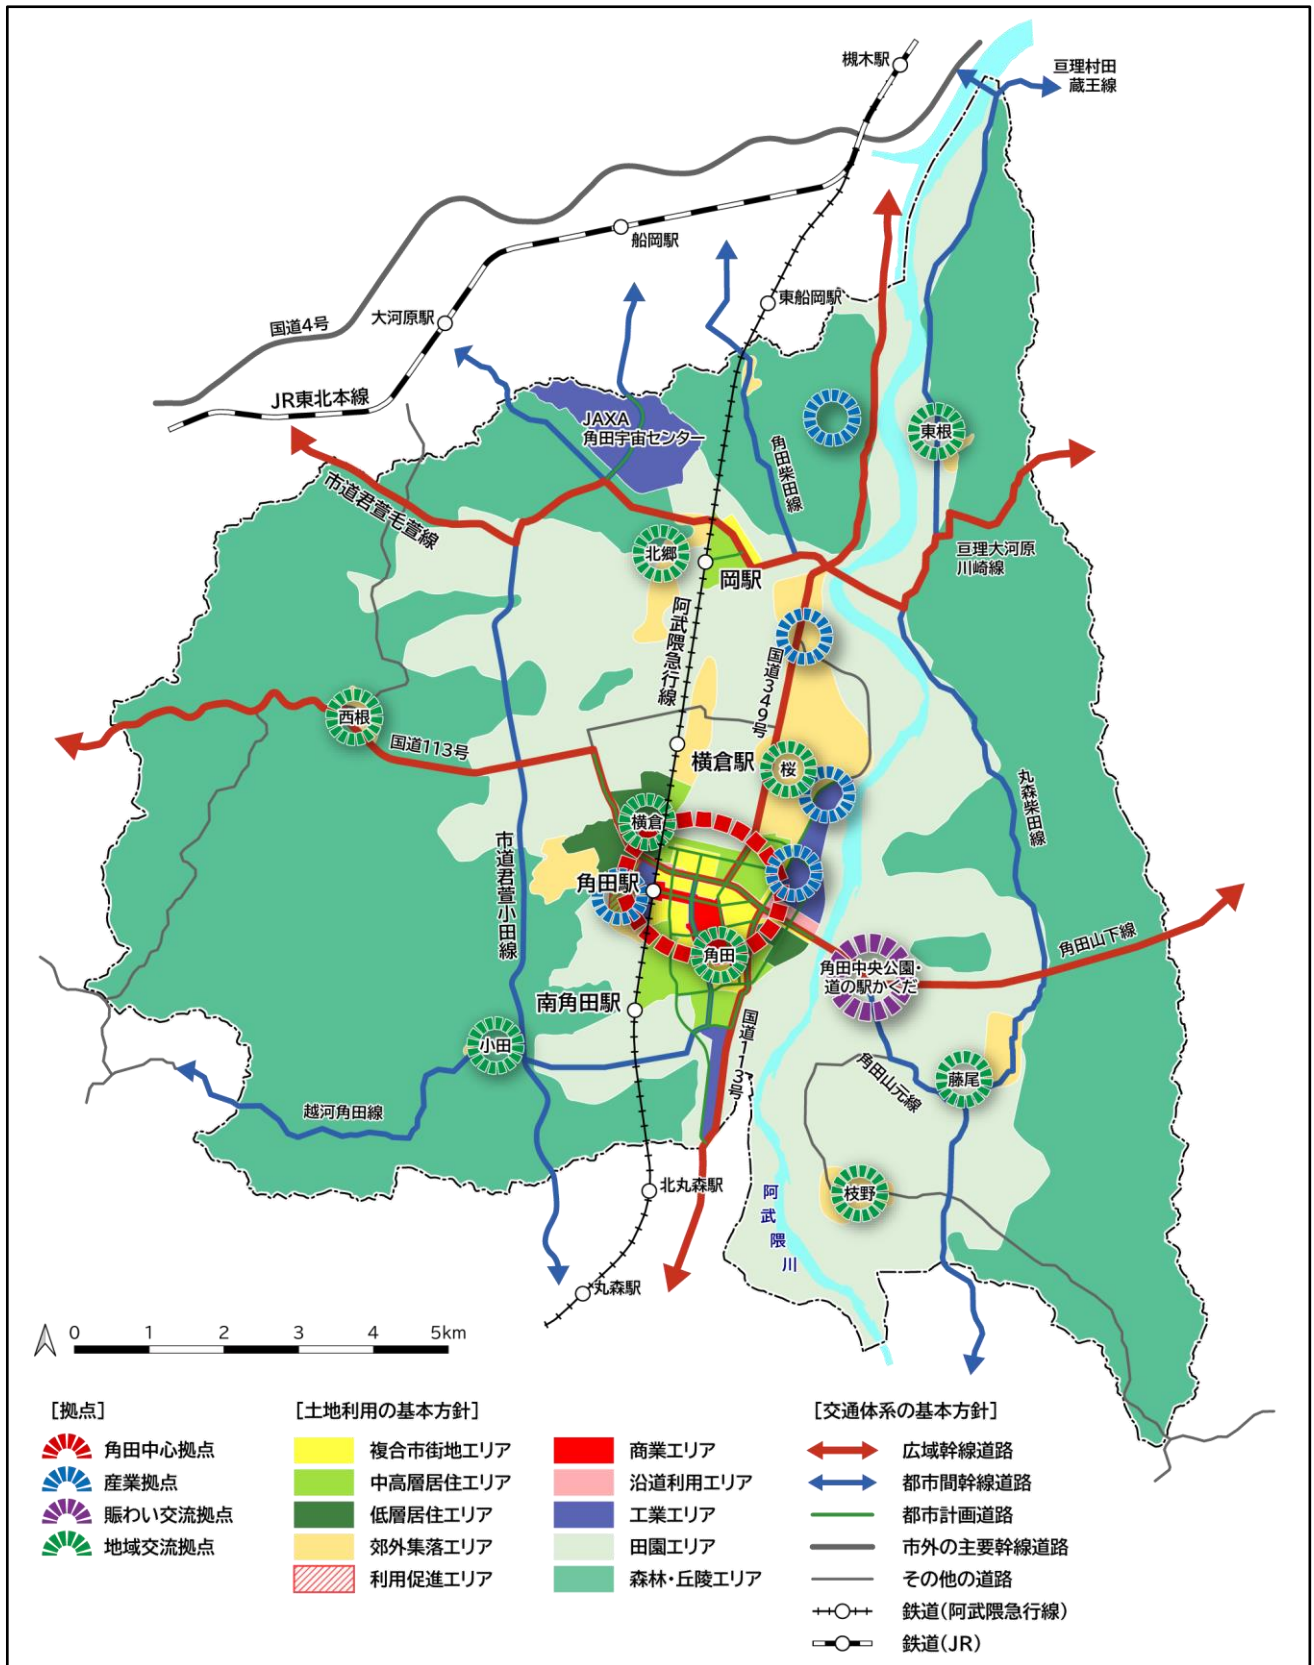 槻木駅
亘理村田
蔵王線
船岡駅
東船岡駅
大河原駅
国道4号
JR東北本線
JAXA
角田宇宙センター
角田柴田線
東根
市道君萱毛萱線
北郷
岡駅
亘理大河原
川崎線
阿武隈急行線
国道349号
西根
国道113号
横倉駅
桜
丸森柴田線
横倉
市道君萱小田線
角田駅
角田
角田山下線
角田中央公園・
道の駅かくだ
南角田駅
国道113号
小田
角田山元線
藤尾
越河角田線
北丸森駅
枝野
阿武隈川
丸森駅
0 1 2 3 4 5km
[拠点]
角田中心拠点
産業拠点
賑わい交流拠点
地域交流拠点
[土地利用の基本方針]
複合市街地エリア
中高層居住エリア
低層居住エリア
郊外集落エリア
利用促進エリア
商業エリア
沿道利用エリア
工業エリア
田園エリア
森林・丘陵エリア
[交通体系の基本方針]
広域幹線道路
都市間幹線道路
都市計画道路
市外の主要幹線道路
その他の道路
鉄道(阿武隈急行線)
鉄道(JR)